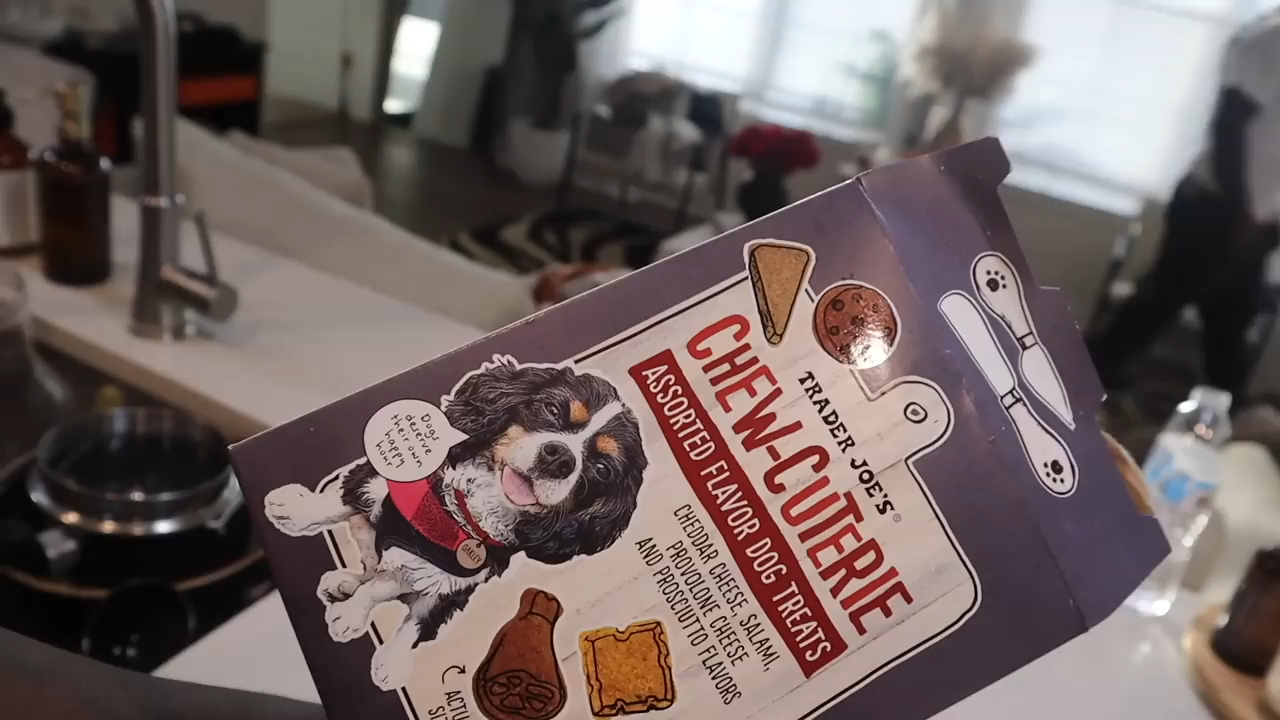 TRADER JOE'S®
CHEW-CUTERIE
ASSORTED FLAVOR DOG TREATS
CHEDDAR CHEESE, SALAMI,
PROVOLONE CHEESE
AND PROSCIUTTO FLAVORS
Dogs
deserve
their own
happy
hour
OAKLEY